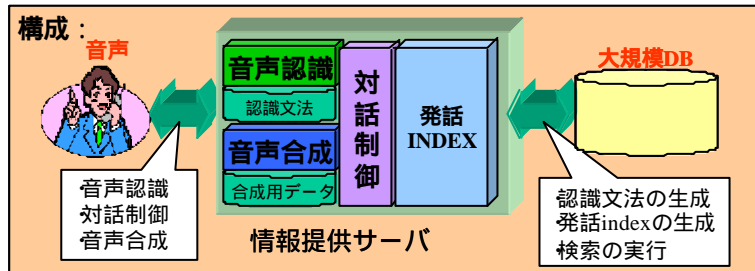 構成：
音声
音声認識
認識文法
音声合成
合成用データ
対話制御
発話
INDEX
大規模DB
情報提供サーバ
・音声認識
・対話制御
・音声合成
・認識文法の生成
・発話indexの生成
・検索の実行